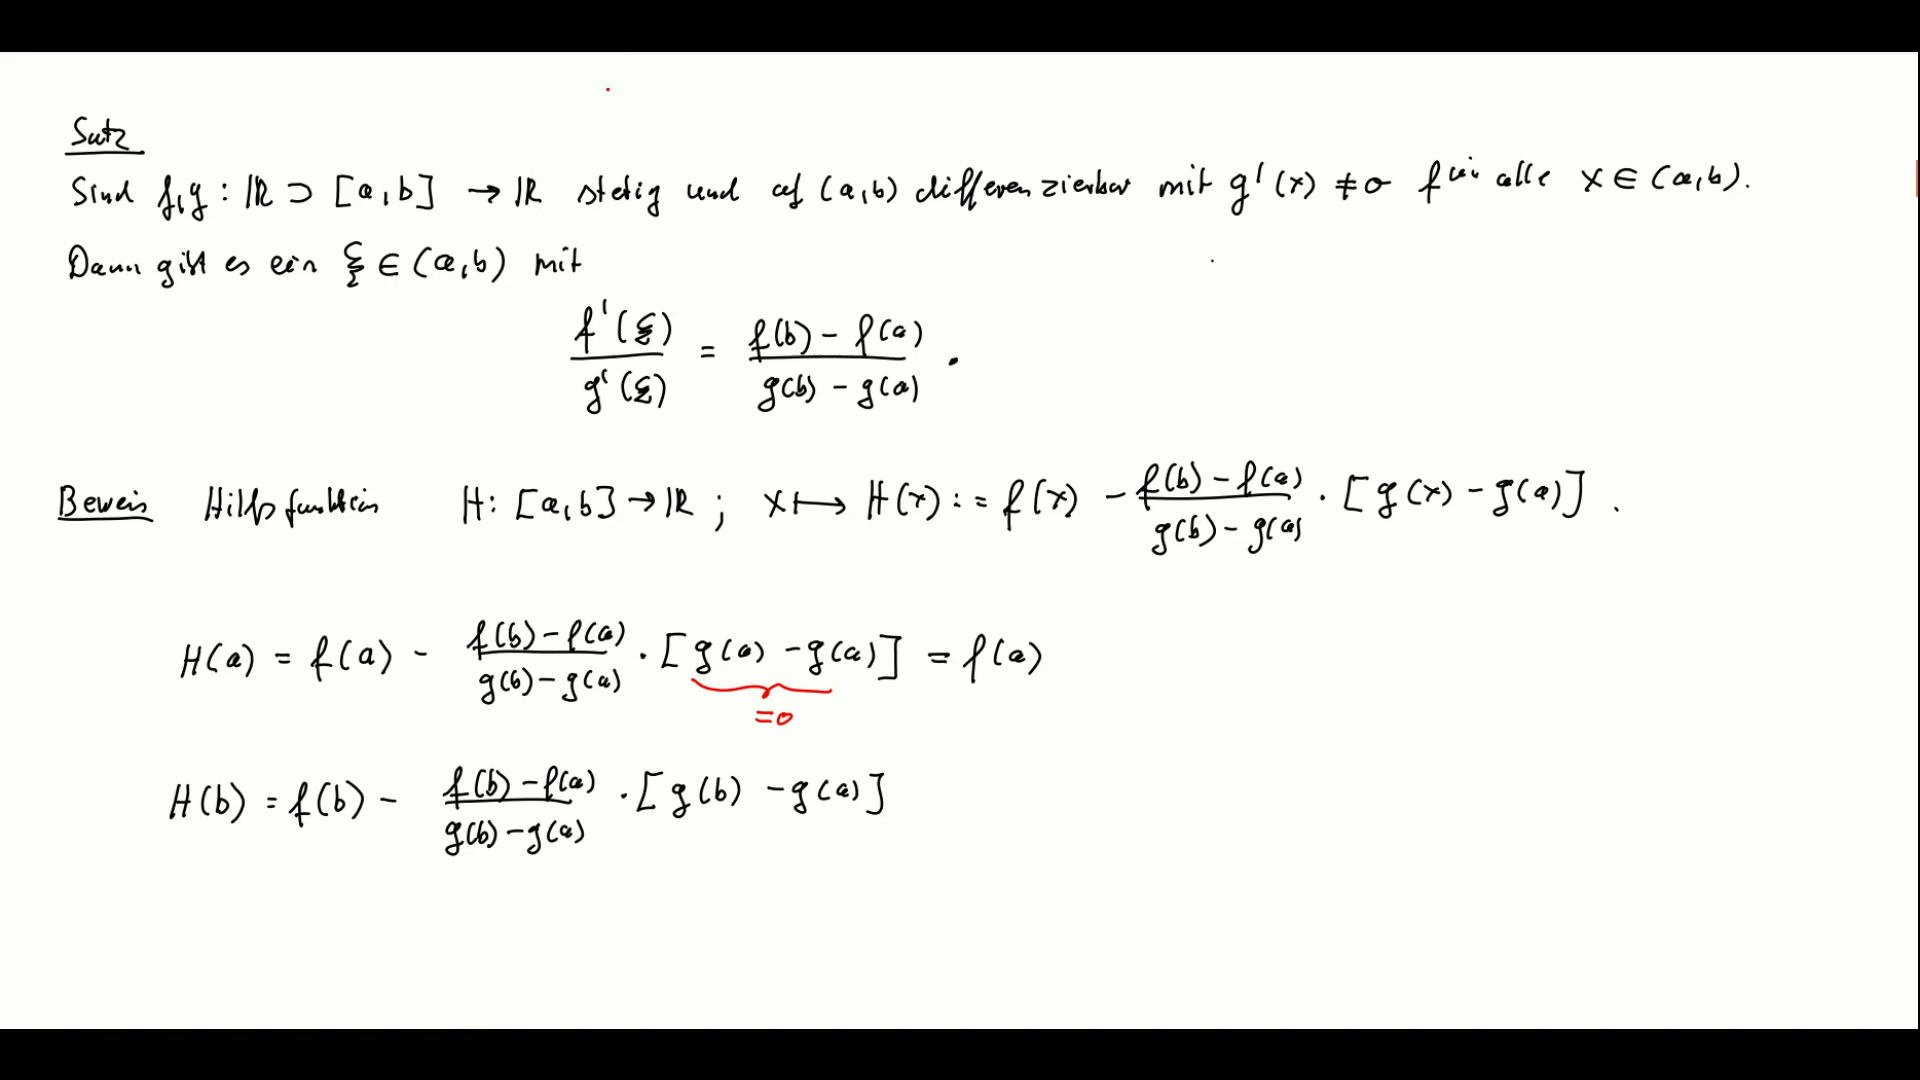 Satz
Sind f,g : ℝ ⊃ [a,b] → ℝ stetig und auf (a,b) differenzierbar mit g'(x) ≠ 0 für alle x ∈ (a,b).
Dann gibt es ein ξ ∈ (a,b) mit
f'(ξ) / g'(ξ) = (f(b) - f(a)) / (g(b) - g(a)) .
Beweis Hilfsfunktion H: [a,b] → ℝ ; x ⟼ H(x) := f(x) - (f(b) - f(a)) / (g(b) - g(a)) · [g(x) - g(a)] .
H(a) = f(a) - (f(b) - f(a)) / (g(b) - g(a)) · [g(a) - g(a)] = f(a)
=0
H(b) = f(b) - (f(b) - f(a)) / (g(b) - g(a)) · [g(b) - g(a)]